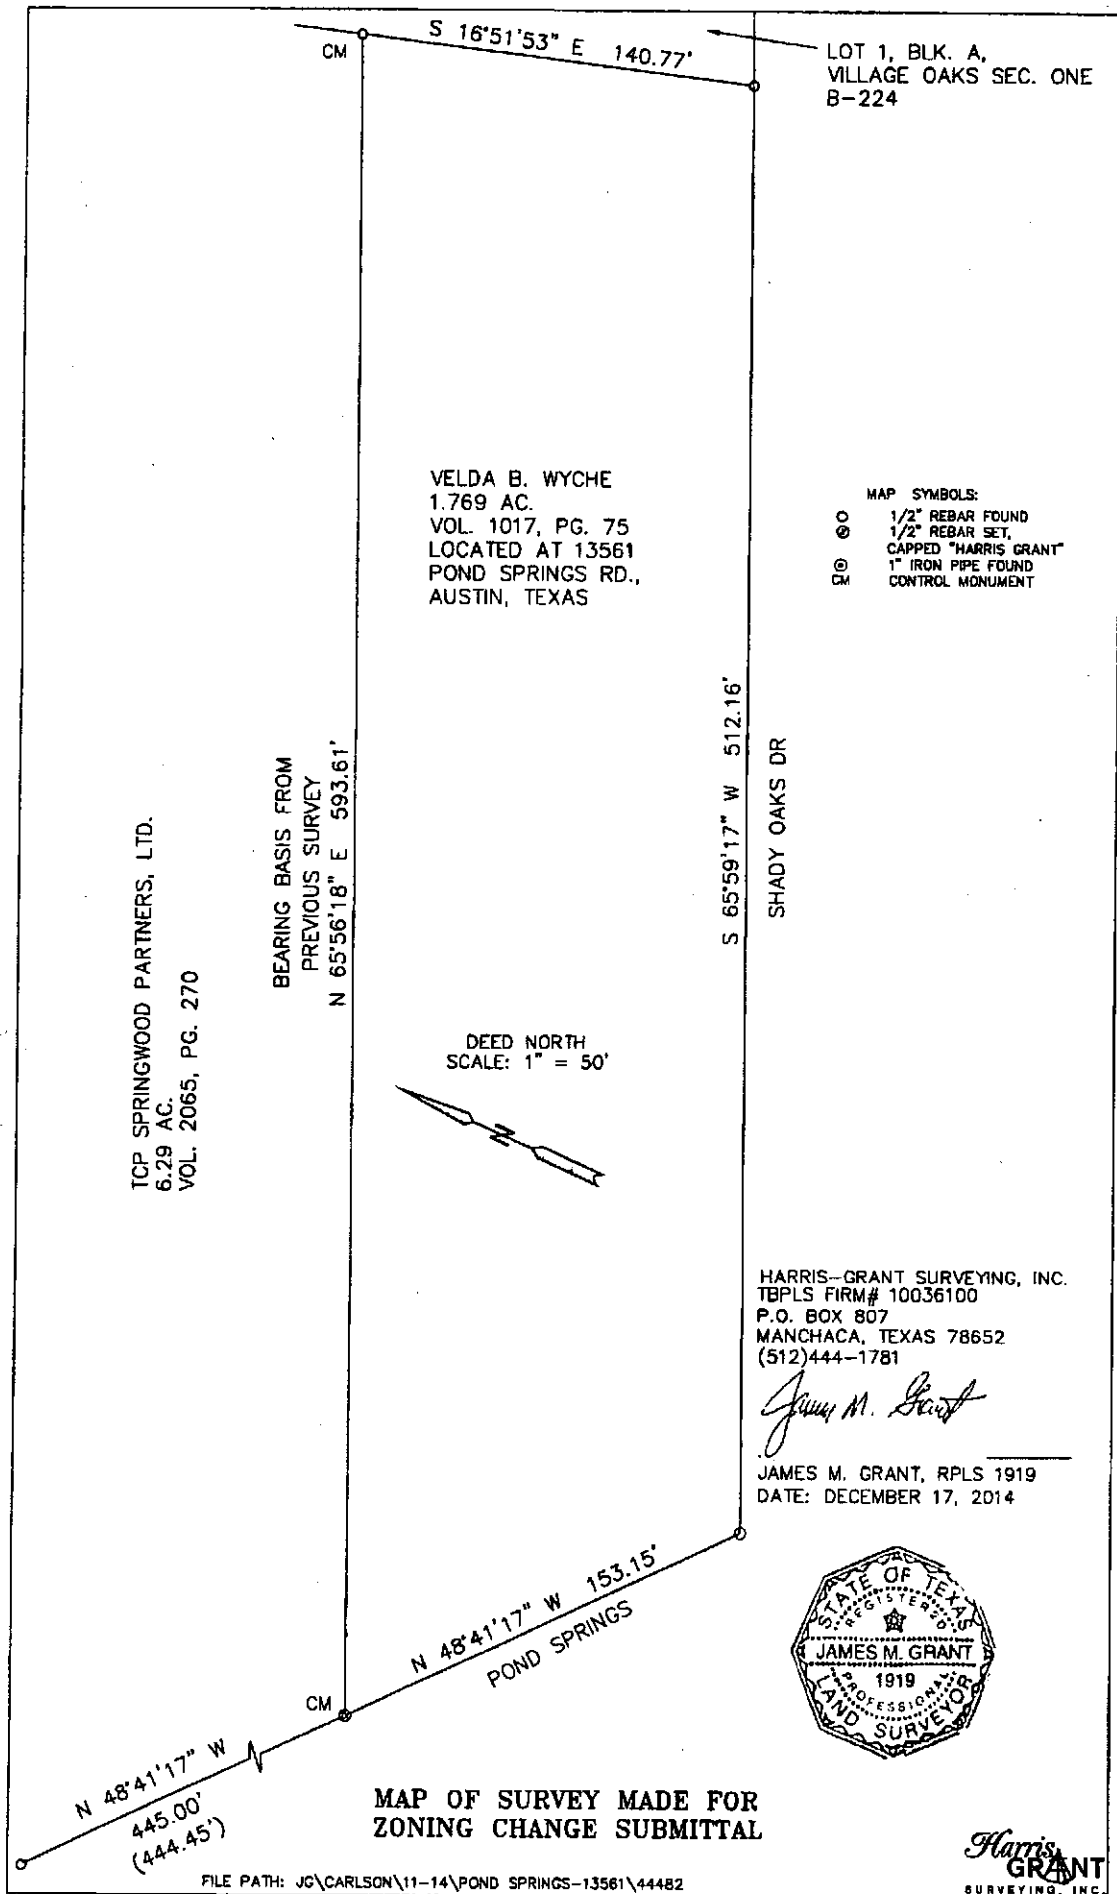 S 16°51'53" E 140.77'
CM
LOT 1, BLK. A,
VILLAGE OAKS SEC. ONE
B-224
VELDA B. WYCHE
1.769 AC.
VOL. 1017, PG. 75
LOCATED AT 13561
POND SPRINGS RD.,
AUSTIN, TEXAS
MAP SYMBOLS:
1/2" REBAR FOUND
1/2" REBAR SET,
CAPPED "HARRIS GRANT"
1" IRON PIPE FOUND
CM CONTROL MONUMENT
BEARING BASIS FROM
PREVIOUS SURVEY
N 65°56'18" E 593.61'
S 65°59'17" W 512.16'
SHADY OAKS DR
TCP SPRINGWOOD PARTNERS, LTD.
6.29 AC.
VOL. 2065, PG. 270
DEED NORTH
SCALE: 1" = 50'
N
HARRIS-GRANT SURVEYING, INC.
TBPLS FIRM# 10036100
P.O. BOX 807
MANCHACA, TEXAS 78652
(512)444-1781
James M. Grant
JAMES M. GRANT, RPLS 1919
DATE: DECEMBER 17, 2014
STATE OF TEXAS
REGISTERED
JAMES M. GRANT
1919
PROFESSIONAL
LAND SURVEYOR
N 48°41'17" W 153.15'
POND SPRINGS
CM
N 48°41'17" W
445.00'
(444.45')
MAP OF SURVEY MADE FOR
ZONING CHANGE SUBMITTAL
FILE PATH: JG\CARLSON\11-14\POND SPRINGS-13561\44482
Harris
GRANT
SURVEYING, INC.